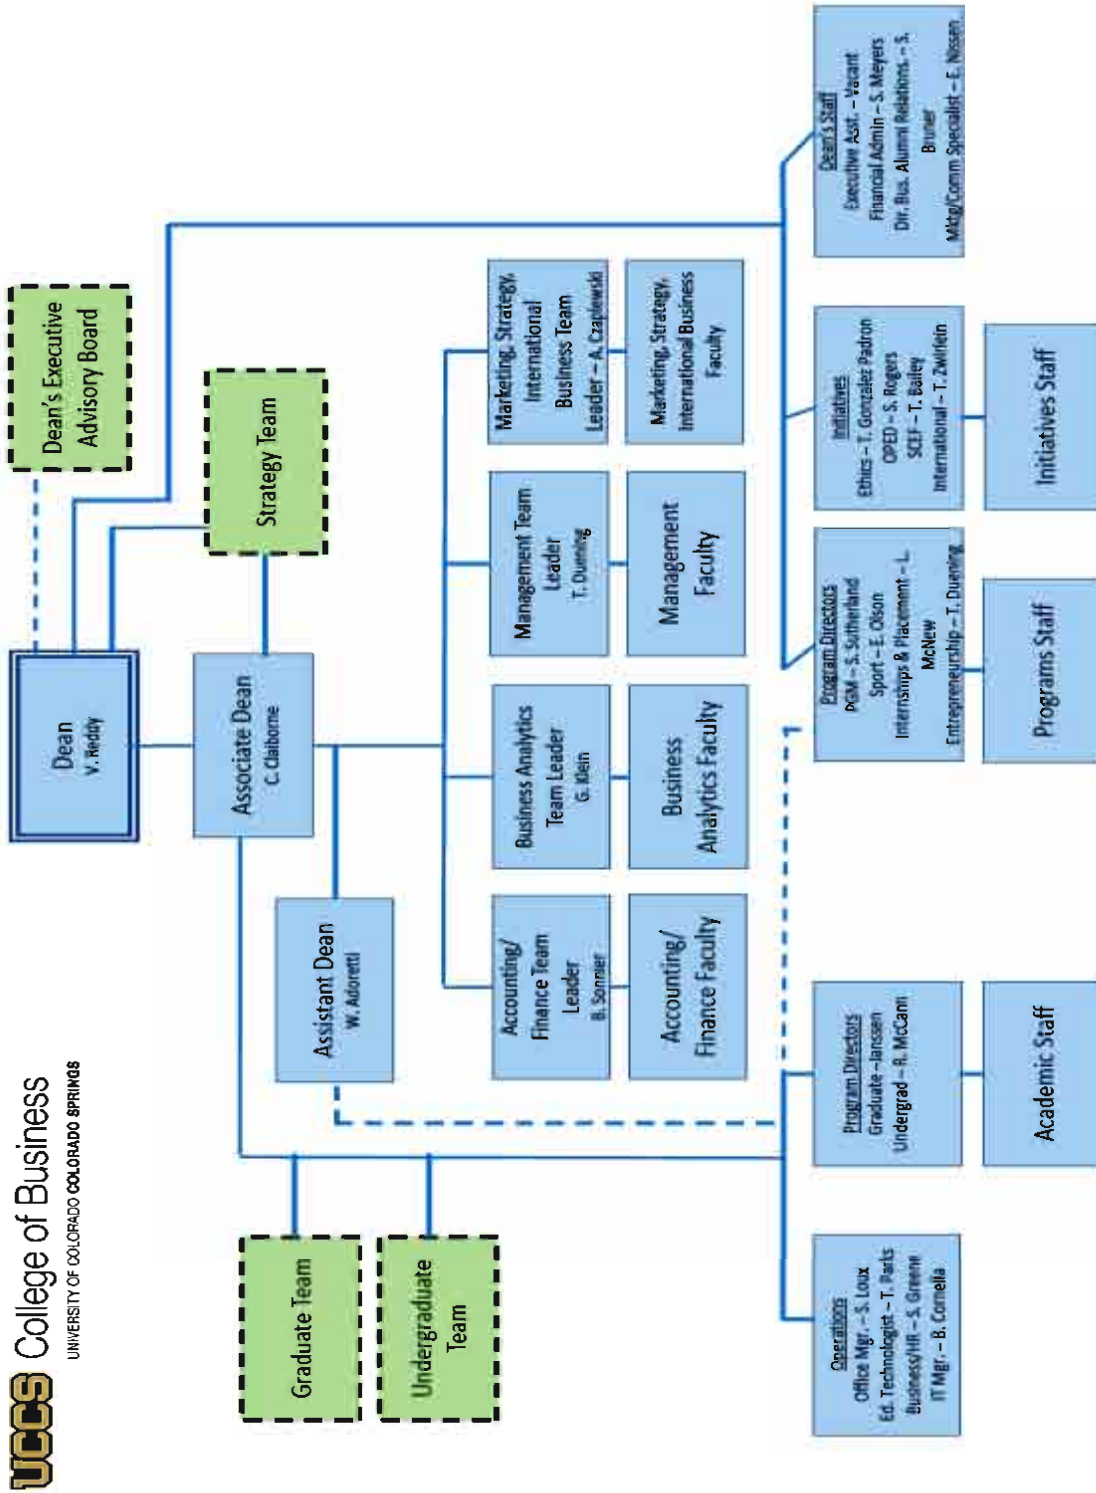 UCCS College of Business
UNIVERSITY OF COLORADO COLORADO SPRINGS
Dean
V. Reddy
Dean's Executive
Advisory Board
Associate Dean
C. Claiborne
Strategy Team
Assistant Dean
W. Adoretti
Graduate Team
Undergraduate
Team
Accounting/
Finance Team
Leader
B. Sonnier
Business Analytics
Team Leader
G. Klein
Management Team
Leader
T. Duening
Marketing, Strategy,
International
Business Team
Leader – A. Czaplewski
Accounting/
Finance Faculty
Business
Analytics Faculty
Management
Faculty
Marketing, Strategy,
International Business
Faculty
Operations
Office Mgr. – S. Loux
Ed. Technologist – T. Parks
Business/HR – S. Greene
IT Mgr. – B. Cornella
Program Directors
Graduate –Janssen
Undergrad – R. McCann
Program Directors
PGM – S. Sutherland
Sport – E. Olson
Internships & Placement – L.
McNew
Entrepreneurship – T. Duening
Initiatives
Ethics – T. Gonzalez Padron
OPED – S. Rogers
SCEF – T. Bailey
International – T. Zwirlein
Dean's Staff
Executive Asst. – Vacant
Financial Admin – S. Meyers
Dir. Bus. Alumni Relations. – S.
Bruner
Mktg/Comm Specialist – E. Nissen
Academic Staff
Programs Staff
Initiatives Staff